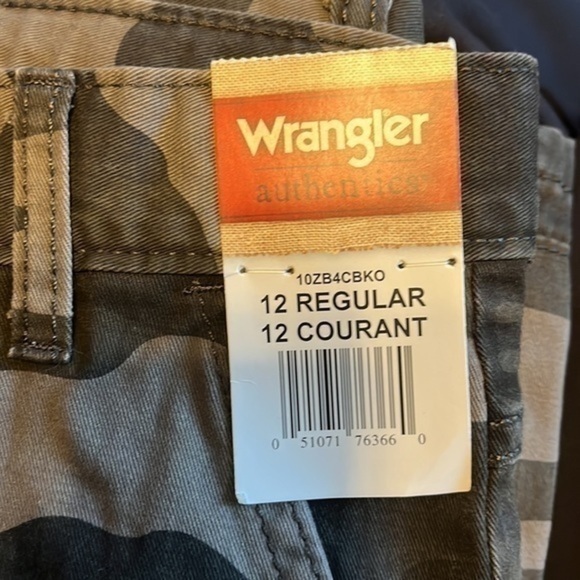 Wrangler
authentics
10ZB4CBKO
12 REGULAR
12 COURANT
0 51071 76366 0